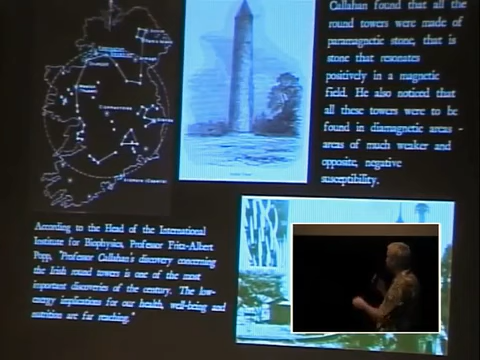 Callahan found that all the
round towers were made of
paramagnetic stone, that is
stone that resonates
positively in a magnetic
field. He also noticed that
all these towers were to be
found in diamagnetic areas -
areas of much weaker and
opposite, negative
susceptibility.
According to the Head of the International
Institute for Biophysics, Professor Fritz-Albert
Popp, "Professor Callahan's discovery concerning
the Irish round towers is one of the most
important discoveries of the century. The low-
energy implications for our health, well-being and
nutrition are far reaching."